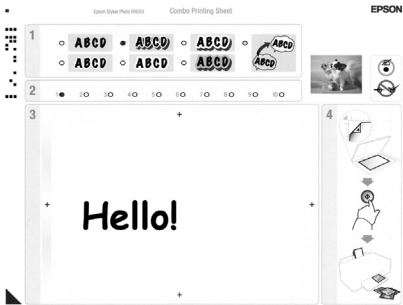 Epson Stylus Photo RX600 Combo Printing Sheet EPSON
1
ABCD ABCD ABCD ABCD
ABCD ABCD ABCD ABCD
2
1 2 3 4 5 6 7 8 9 10
3 4
Hello!